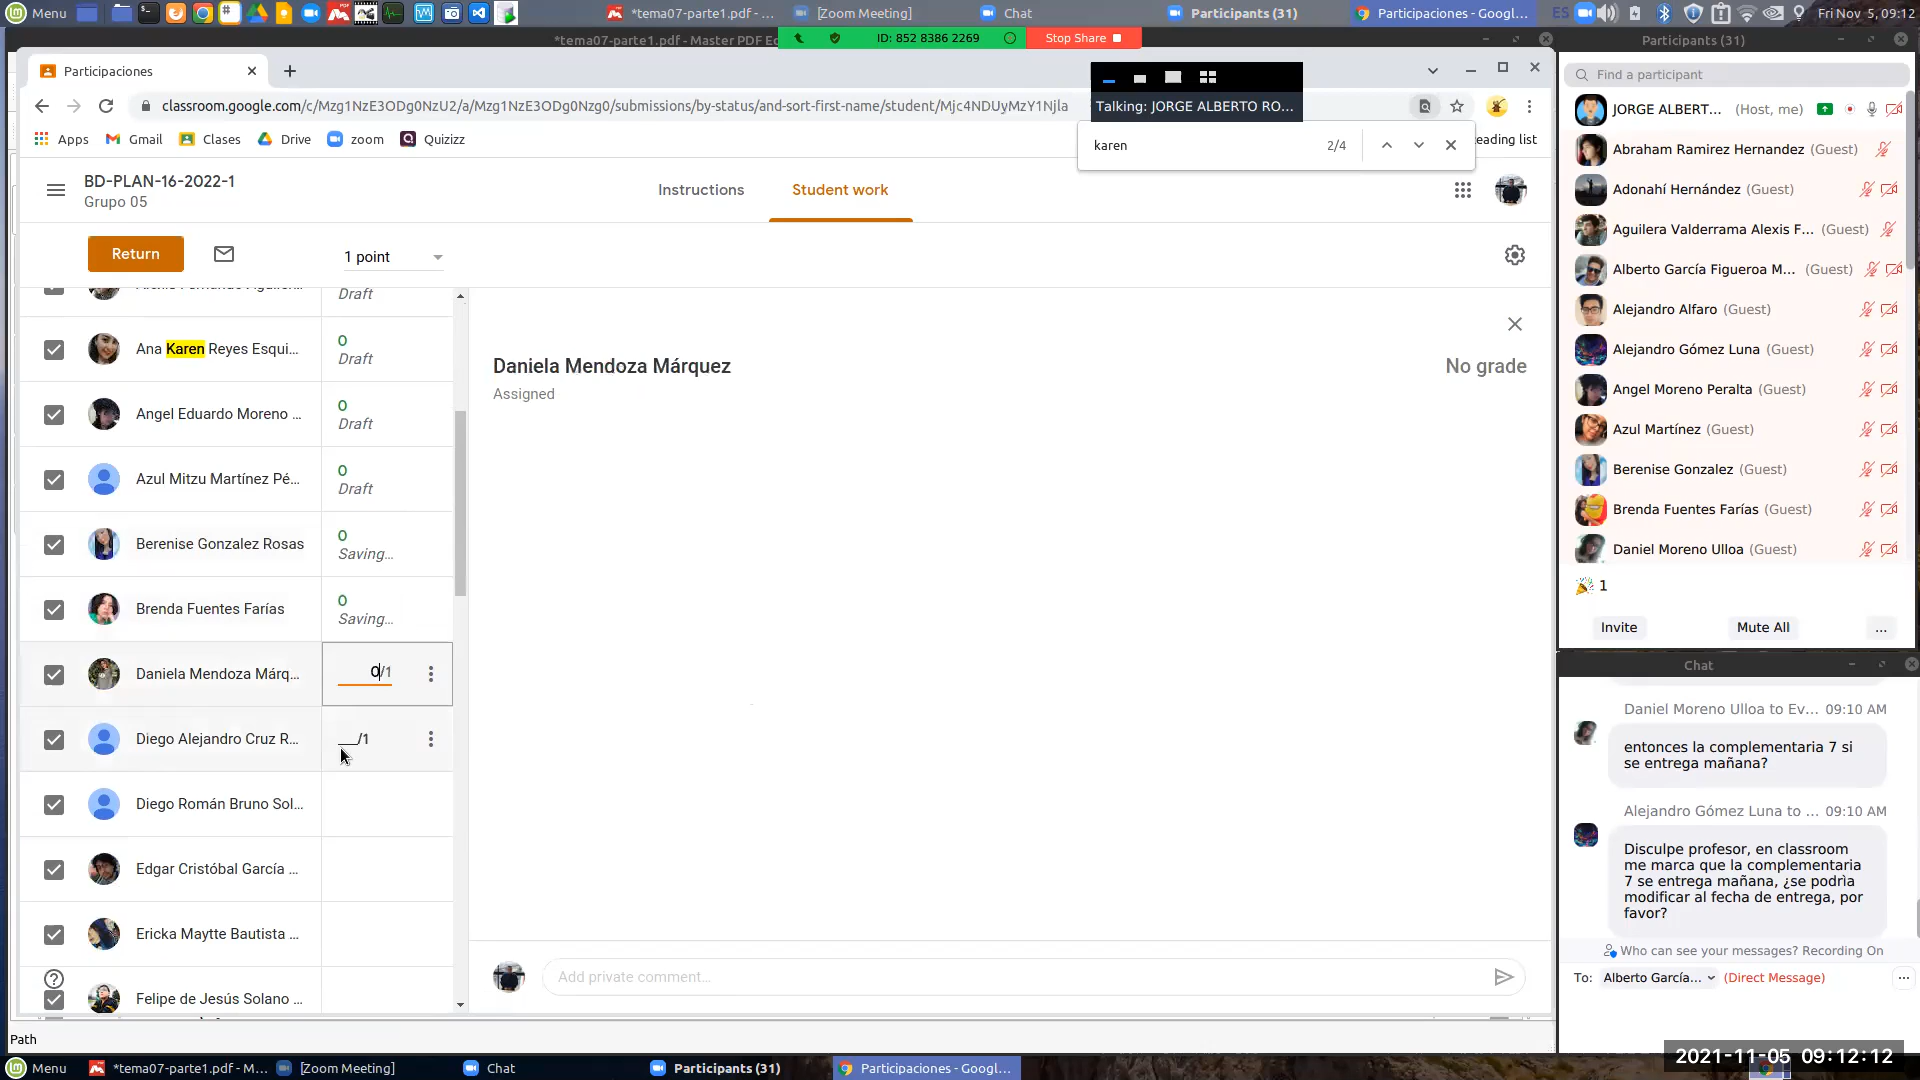 Menu
*tema07-parte1.pdf - ...
[Zoom Meeting]
Chat
Participants (31)
Participaciones - Googl...
ES
Fri Nov 5, 09:12
*tema07-parte1.pdf - Master PDF Ed
ID: 852 8386 2269
Stop Share
Participants (31)
Participaciones
classroom.google.com/c/Mzg1NzE3ODg0NzU2/a/Mzg1NzE3ODg0Nzg0/submissions/by-status/and-sort-first-name/student/Mjc4NDUyMzY1Njla
Talking: JORGE ALBERTO RO...
Apps
Gmail
Classes
Drive
zoom
Quizizz
eading list
karen
2/4
BD-PLAN-16-2022-1
Grupo 05
Instructions
Student work
Return
1 point
Draft
Ana Karen Reyes Esqui...
0
Draft
Angel Eduardo Moreno ...
0
Draft
Azul Mitzu Martínez Pé...
0
Draft
Berenise Gonzalez Rosas
0
Saving...
Brenda Fuentes Farías
0
Saving...
Daniela Mendoza Márq...
0/1
Diego Alejandro Cruz R...
___/1
Diego Román Bruno Sol...
Edgar Cristóbal García ...
Ericka Maytte Bautista ...
Felipe de Jesús Solano ...
Daniela Mendoza Márquez
No grade
Assigned
Add private comment...
Path
Find a participant
JORGE ALBERT... (Host, me)
Abraham Ramirez Hernandez (Guest)
Adonahí Hernández (Guest)
Aguilera Valderrama Alexis F... (Guest)
Alberto García Figueroa M... (Guest)
Alejandro Alfaro (Guest)
Alejandro Gómez Luna (Guest)
Angel Moreno Peralta (Guest)
Azul Martínez (Guest)
Berenise Gonzalez (Guest)
Brenda Fuentes Farías (Guest)
Daniel Moreno Ulloa (Guest)
1
Invite
Mute All
...
Chat
Daniel Moreno Ulloa to Ev... 09:10 AM
entonces la complementaria 7 si
se entrega mañana?
Alejandro Gómez Luna to ... 09:10 AM
Disculpe profesor, en classroom
me marca que la complementaria
7 se entrega mañana, ¿se podrìa
modificar al fecha de entrega, por
favor?
Who can see your messages? Recording On
To: Alberto García... (Direct Message)
2021-11-05 09:12:12
Menu
*tema07-parte1.pdf - M...
[Zoom Meeting]
Chat
Participants (31)
Participaciones - Googl...